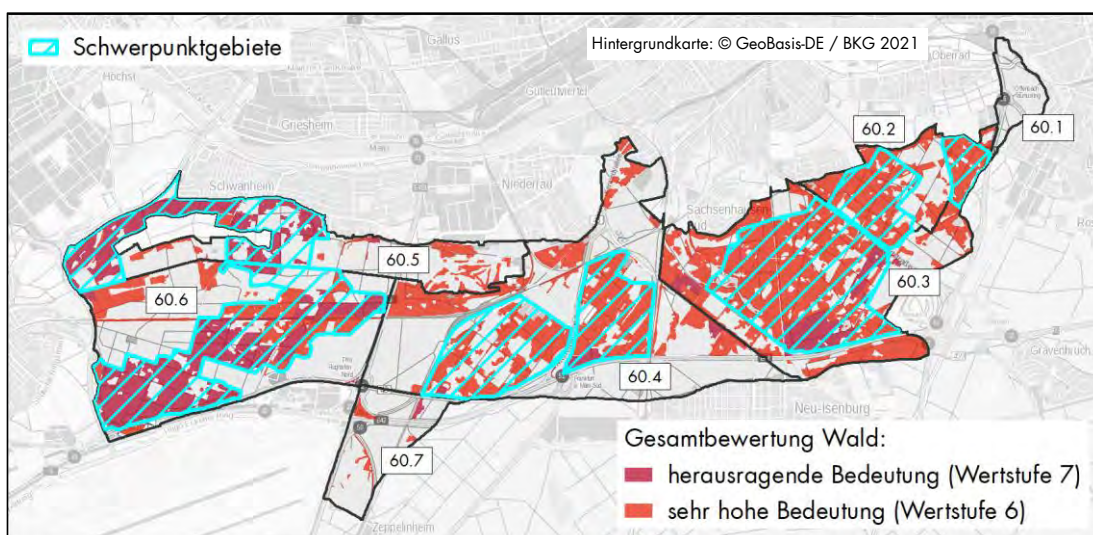 Schwerpunktgebiete
Hintergrundkarte: © GeoBasis-DE / BKG 2021
Gallus
Höchst
Gutleutviertel
Oberrad
Griesheim
60.1
60.2
Schwanheim
Niederrad
Sachsenhausen
60.5
60.3
60.6
60.4
Gravenbruch
Neu-Isenburg
60.7
Zeppelinheim
Gesamtbewertung Wald:
herausragende Bedeutung (Wertstufe 7)
sehr hohe Bedeutung (Wertstufe 6)